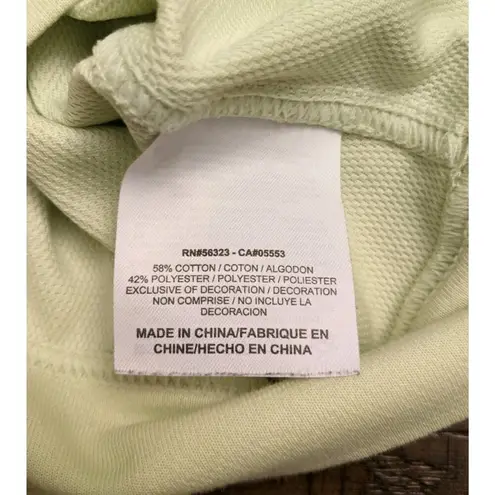 RN#56323 - CA#05553
58% COTTON / COTON / ALGODON
42% POLYESTER / POLYESTER / POLIESTER
EXCLUSIVE OF DECORATION / DECORATION
NON COMPRISE / NO INCLUYE LA
DECORACION
MADE IN CHINA/FABRIQUE EN
CHINE/HECHO EN CHINA